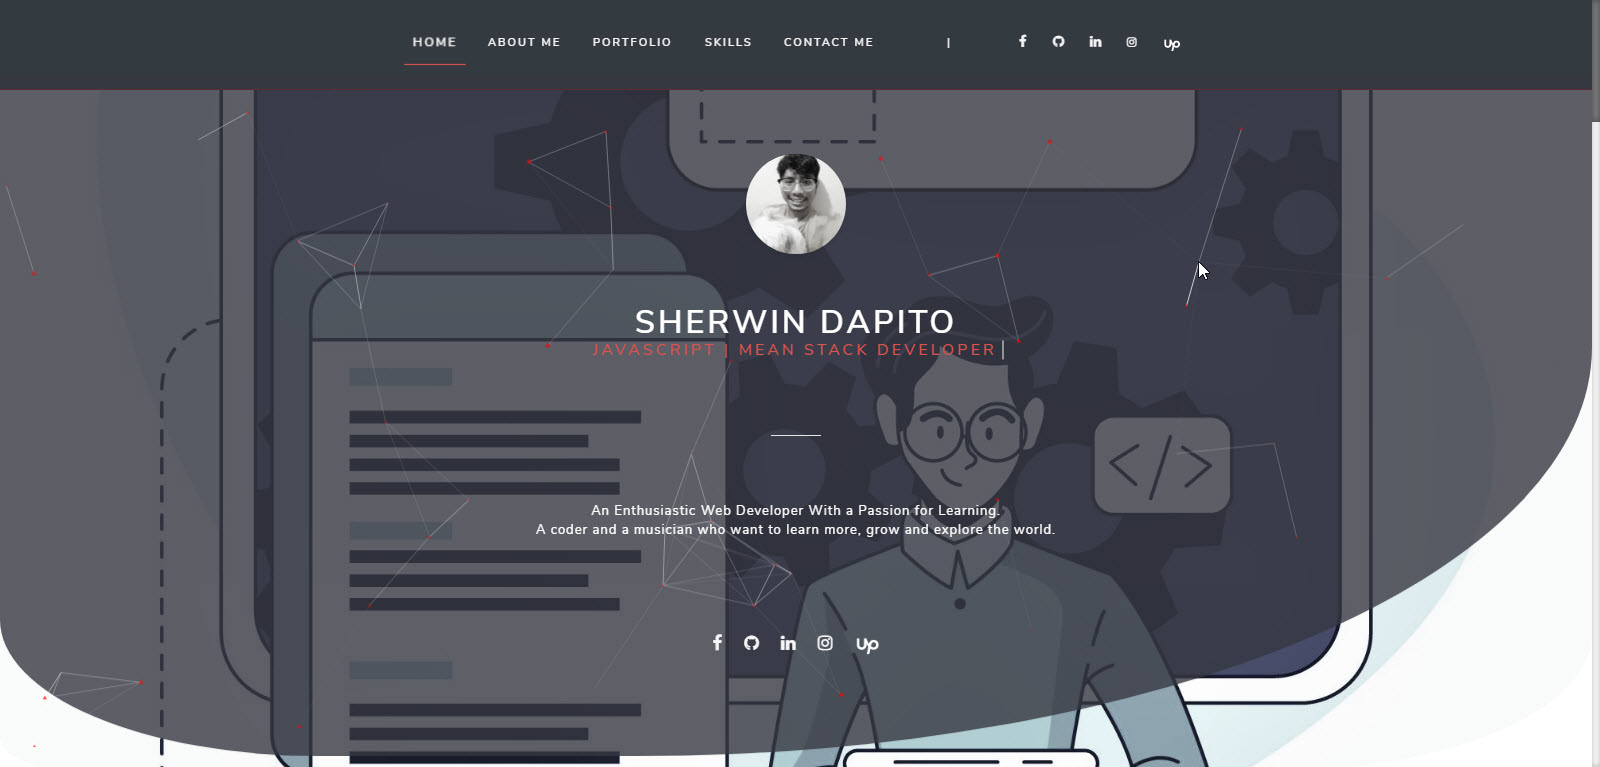 HOME ABOUT ME PORTFOLIO SKILLS CONTACT ME |
SHERWIN DAPITO
JAVASCRIPT | MEAN STACK DEVELOPER|
</>
An Enthusiastic Web Developer With a Passion for Learning.
A coder and a musician who want to learn more, grow and explore the world.